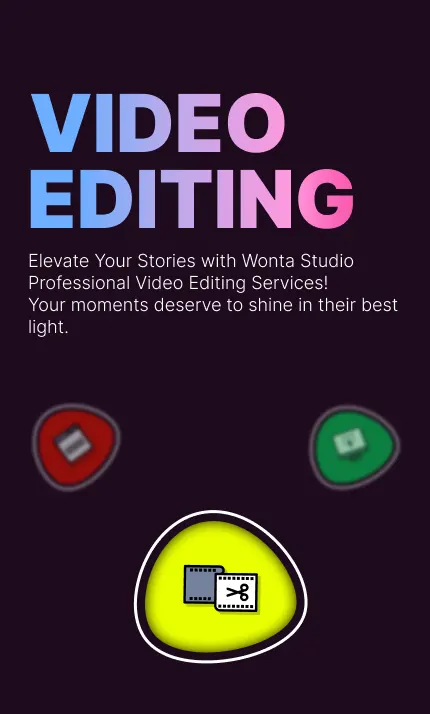 VIDEO
EDITING
Elevate Your Stories with Wonta Studio
Professional Video Editing Services!
Your moments deserve to shine in their best
light.